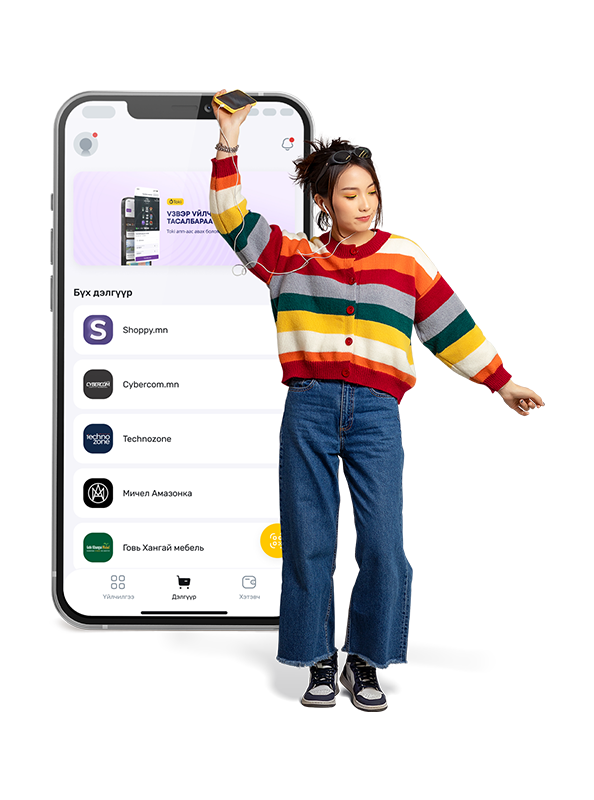 Toki
ҮЗВЭР ҮЙЛЧ
ТАСАЛБАРАА
Toki апп-аас авах болом
Бүх дэлгүүр
S
Shoppy.mn
CYBERCOM
Cybercom.mn
techno
zone
Technozone
Мичел Амазонка
Говь Хангай мебель
Үйлчилгээ
Дэлгүүр
Хэтэвч